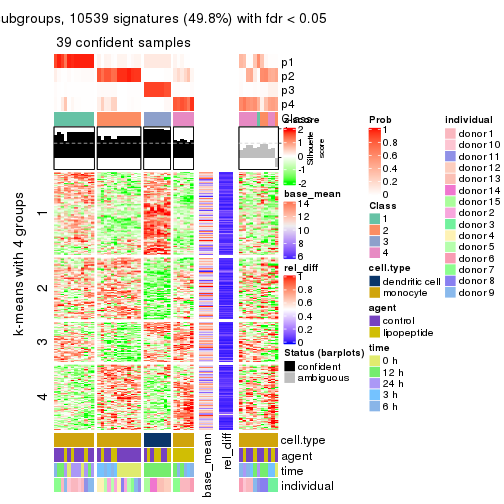 ubgroups, 10539 signatures (49.8%) with fdr < 0.05
39 confident samples
p1
p2
p3
p4
Class
Silhouette
score
k-means with 4 groups
1
2
3
4
cell.type
agent
time
individual
base_mean
rel_diff
z-score
2
1
0
-1
-2
base_mean
14
12
10
8
6
rel_diff
1
0.8
0.6
0.4
0.2
0
Status (barplots)
confident
ambiguous
Prob
1
0.8
0.6
0.4
0.2
0
Class
1
2
3
4
cell.type
dendritic cell
monocyte
agent
control
lipopeptide
time
0 h
12 h
24 h
3 h
6 h
individual
donor1
donor10
donor11
donor12
donor13
donor14
donor15
donor2
donor3
donor4
donor5
donor6
donor7
donor8
donor9